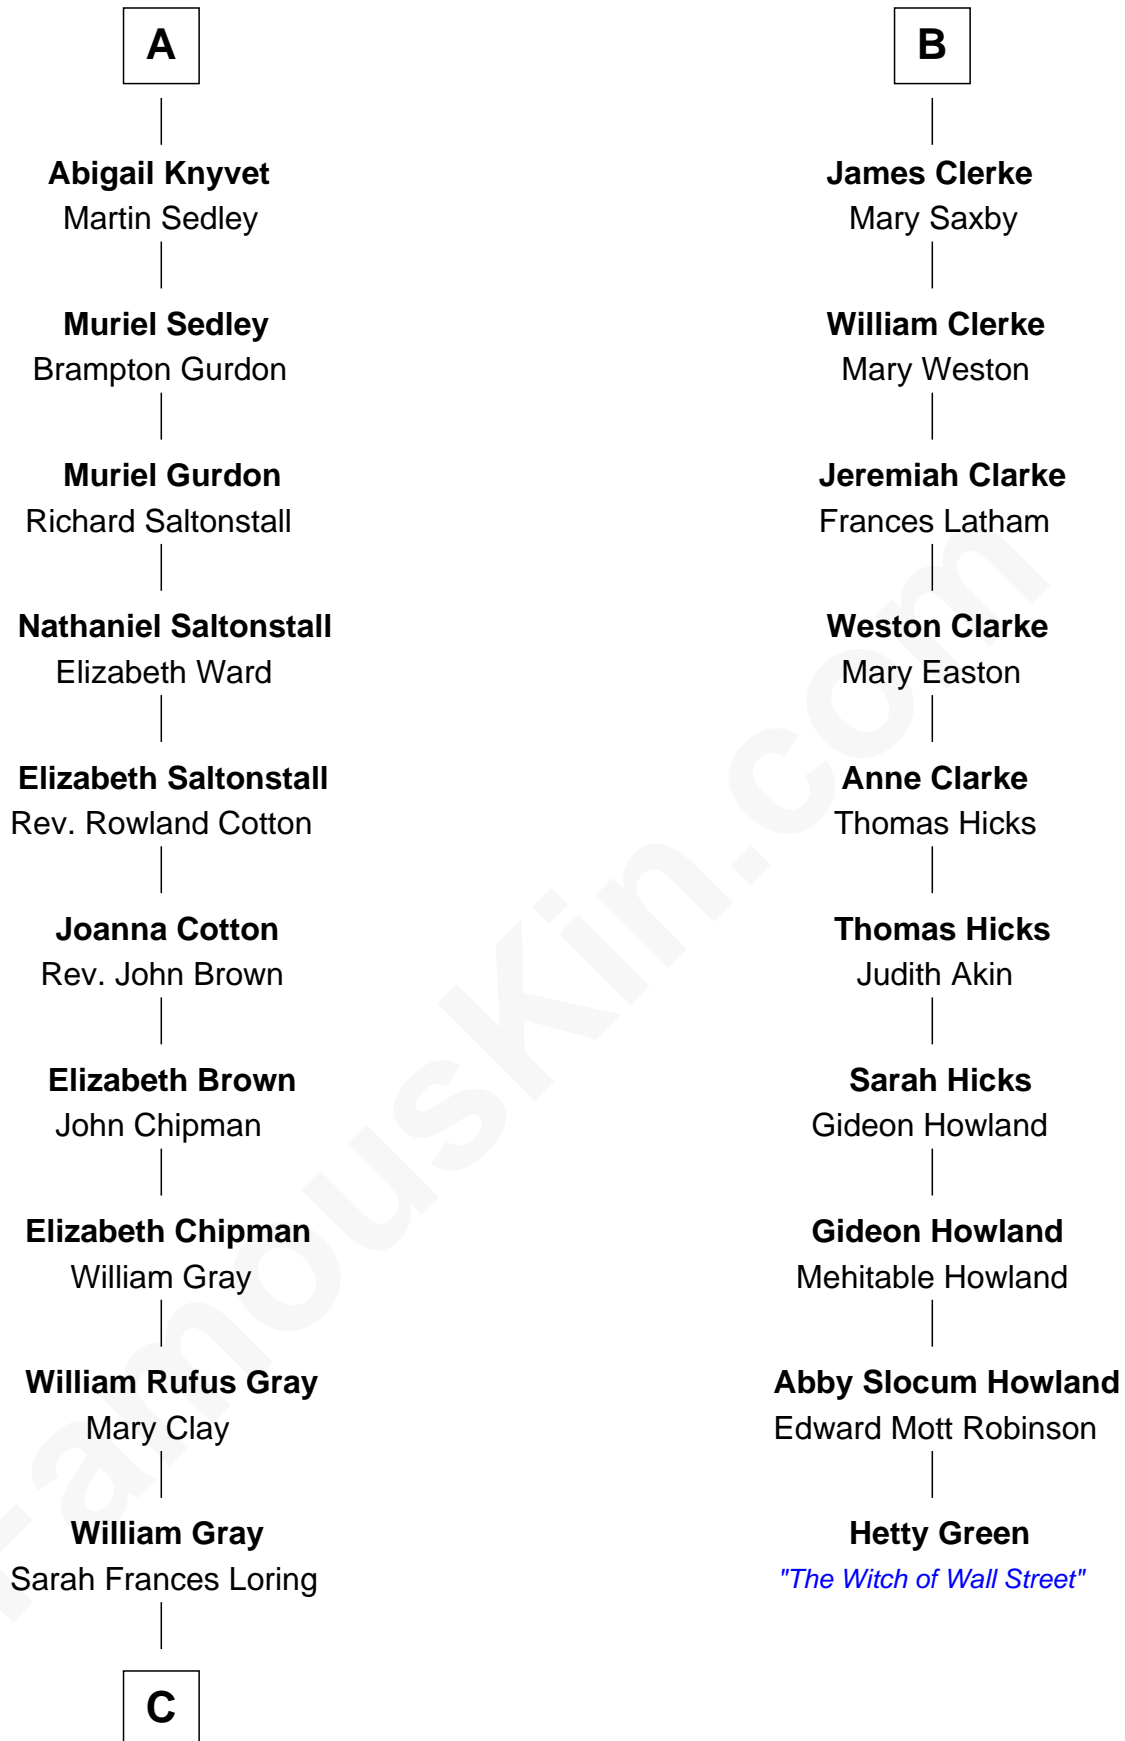 A
Abigail Knyvet
Martin Sedley
Muriel Sedley
Brampton Gurdon
Muriel Gurdon
Richard Saltonstall
Nathaniel Saltonstall
Elizabeth Ward
Elizabeth Saltonstall
Rev. Rowland Cotton
Joanna Cotton
Rev. John Brown
Elizabeth Brown
John Chipman
Elizabeth Chipman
William Gray
William Rufus Gray
Mary Clay
William Gray
Sarah Frances Loring
C
B
James Clerke
Mary Saxby
William Clerke
Mary Weston
Jeremiah Clarke
Frances Latham
Weston Clarke
Mary Easton
Anne Clarke
Thomas Hicks
Thomas Hicks
Judith Akin
Sarah Hicks
Gideon Howland
Gideon Howland
Mehitable Howland
Abby Slocum Howland
Edward Mott Robinson
Hetty Green
"The Witch of Wall Street"
FamousKin.com